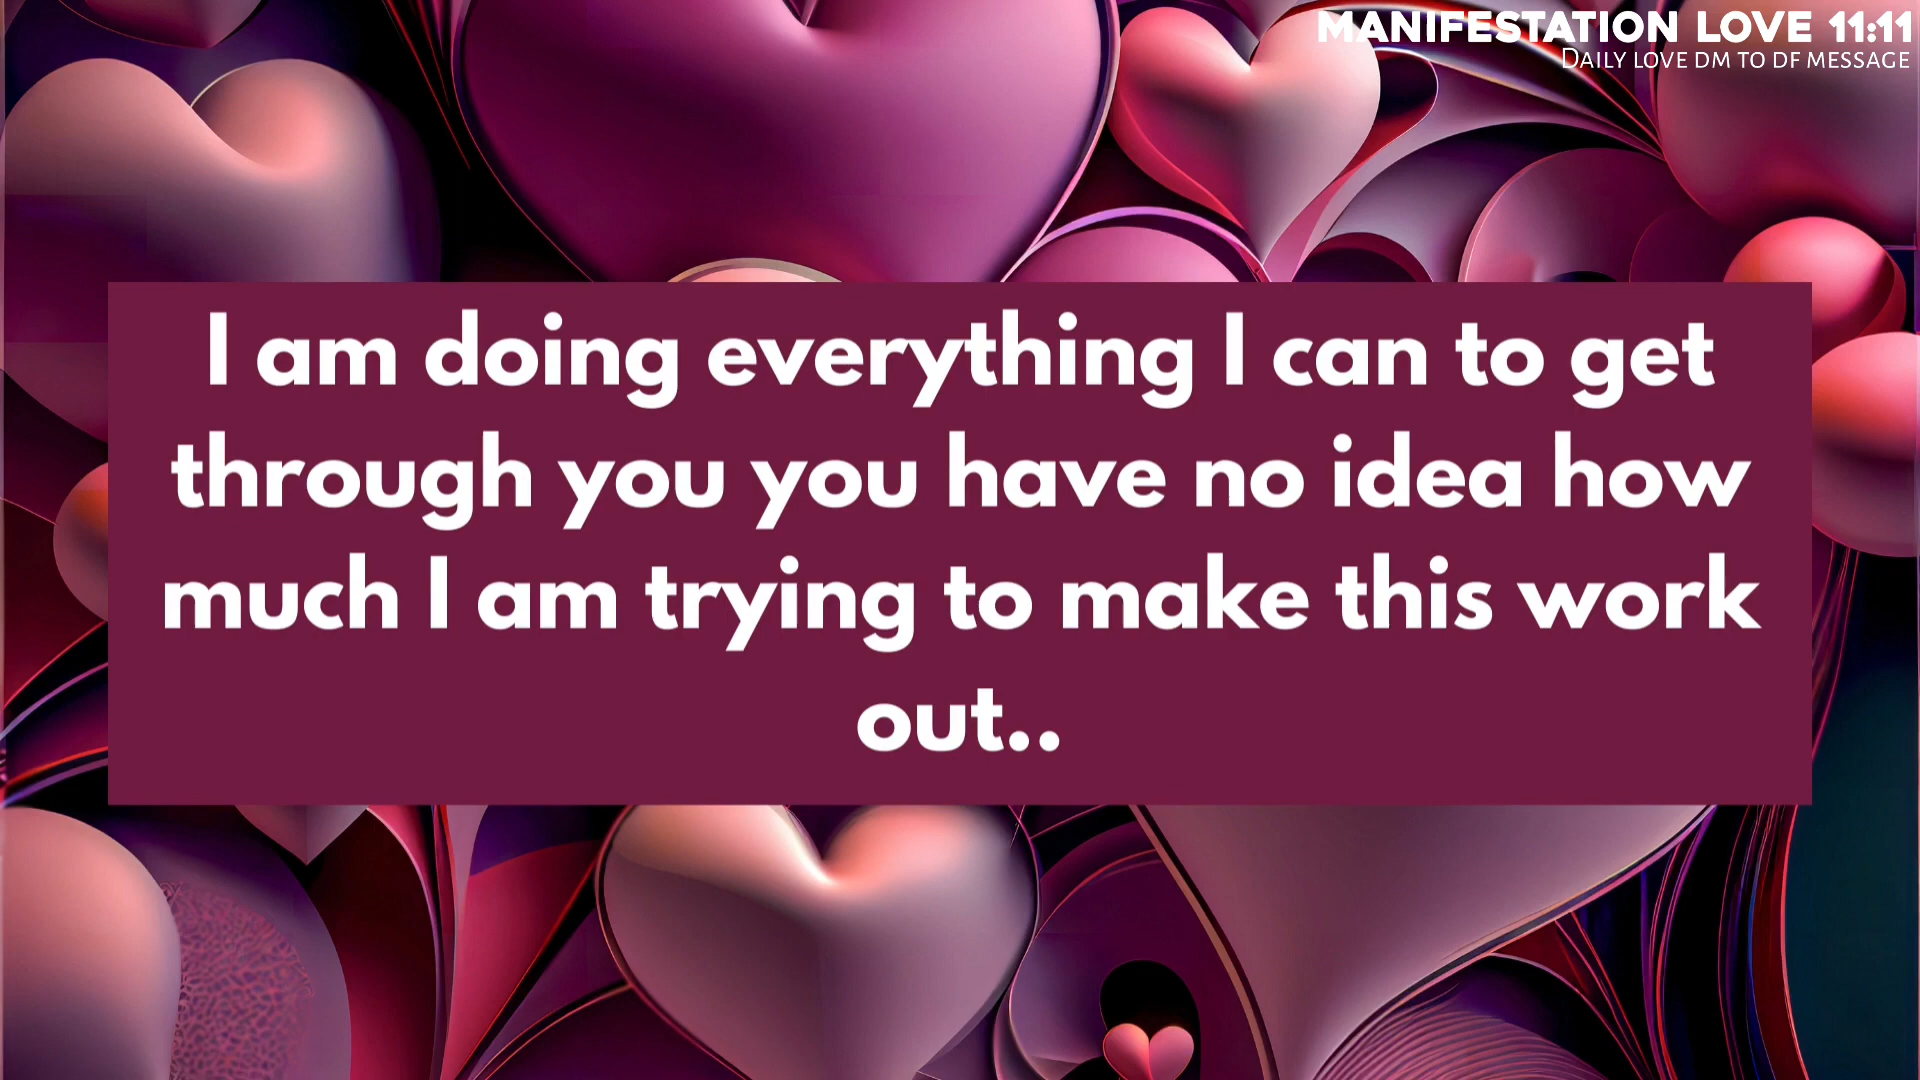 MANIFESTATION LOVE 11:11
DAILY LOVE DM TO DF MESSAGE
I am doing everything I can to get
through you you have no idea how
much I am trying to make this work
out..